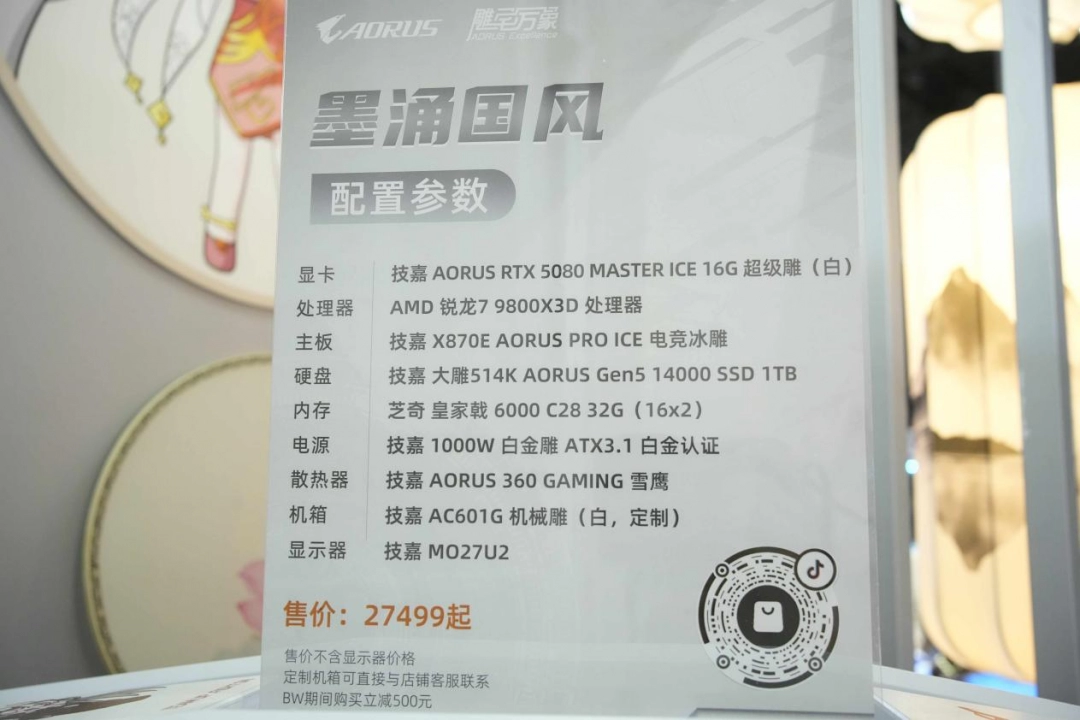 AORUS 雕琢万象
AORUS Excellence
墨涌国风
配置参数
显卡 技嘉 AORUS RTX 5080 MASTER ICE 16G 超级雕（白）
处理器 AMD 锐龙7 9800X3D 处理器
主板 技嘉 X870E AORUS PRO ICE 电竞冰雕
硬盘 技嘉 大雕514K AORUS Gen5 14000 SSD 1TB
内存 芝奇 皇家戟 6000 C28 32G（16x2）
电源 技嘉 1000W 白金雕 ATX3.1 白金认证
散热器 技嘉 AORUS 360 GAMING 雪鹰
机箱 技嘉 AC601G 机械雕（白，定制）
显示器 技嘉 MO27U2
售价：27499起
售价不含显示器价格
定制机箱可直接与店铺客服联系
BW期间购买立减500元